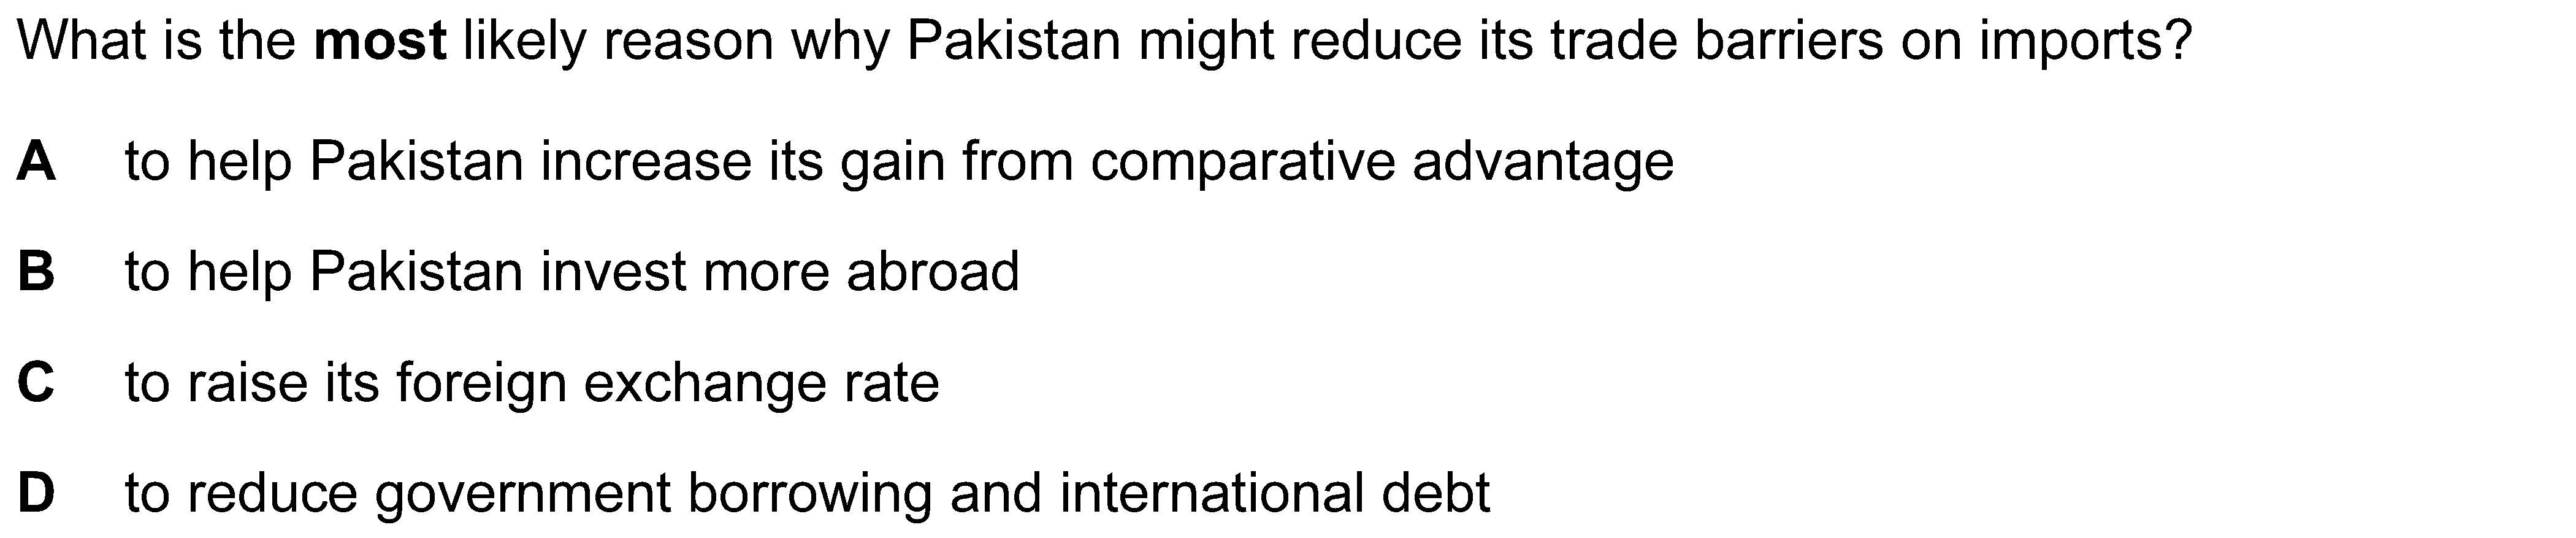 What is the most likely reason why Pakistan might reduce its trade barriers on imports?
A to help Pakistan increase its gain from comparative advantage
B to help Pakistan invest more abroad
C to raise its foreign exchange rate
D to reduce government borrowing and international debt